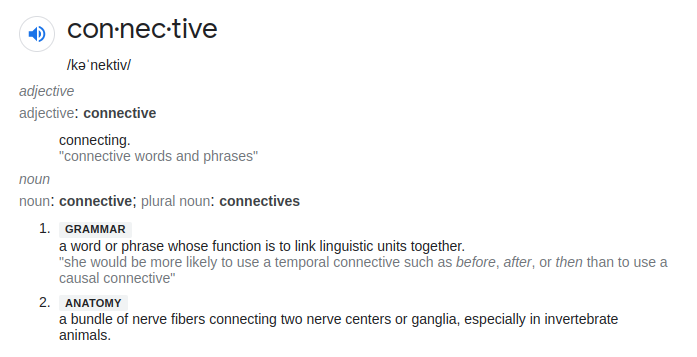 con·nec·tive
/kəˈnektiv/
adjective
adjective: connective
connecting.
"connective words and phrases"
noun
noun: connective; plural noun: connectives
1. GRAMMAR
a word or phrase whose function is to link linguistic units together.
"she would be more likely to use a temporal connective such as before, after, or then than to use a
causal connective"
2. ANATOMY
a bundle of nerve fibers connecting two nerve centers or ganglia, especially in invertebrate
animals.